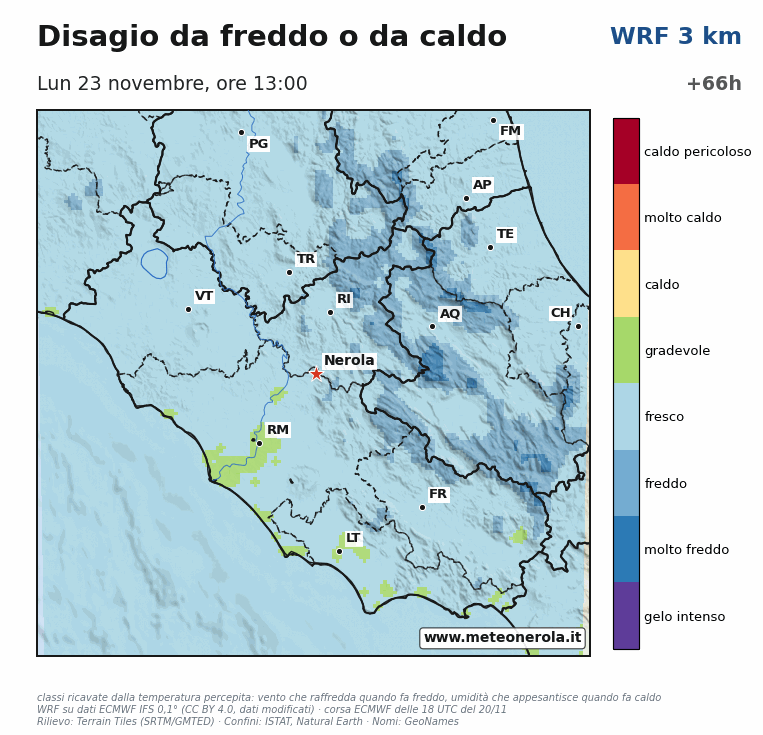 Disagio da freddo o da caldo
WRF 3 km
Lun 23 novembre, ore 13:00
+66h
FM
PG
caldo pericoloso
AP
molto caldo
TE
TR
caldo
VT
RI
AQ
CH
gradevole
Nerola
fresco
RM
freddo
FR
LT
molto freddo
gelo intenso
www.meteonerola.it
classi ricavate dalla temperatura percepita: vento che raffredda quando fa freddo, umidità che appesantisce quando fa caldo
WRF su dati ECMWF IFS 0,1° (CC BY 4.0, dati modificati) · corsa ECMWF delle 18 UTC del 20/11
Rilievo: Terrain Tiles (SRTM/GMTED) · Confini: ISTAT, Natural Earth · Nomi: GeoNames